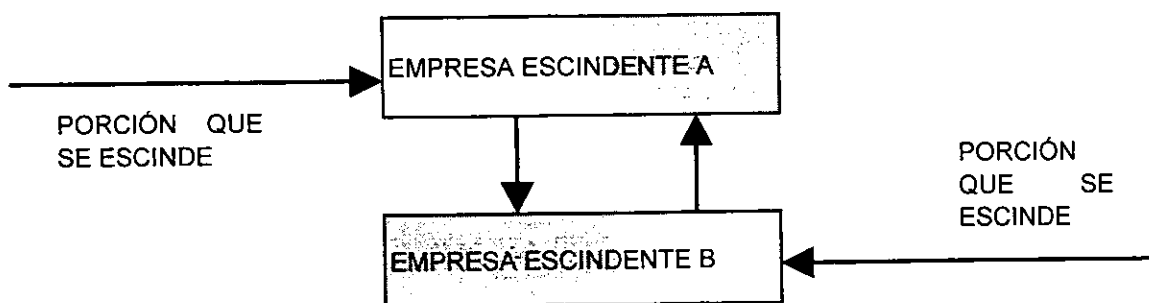 EMPRESA ESCINDENTE A
PORCIÓN QUE
SE ESCINDE
PORCIÓN
QUE SE
ESCINDE
EMPRESA ESCINDENTE B